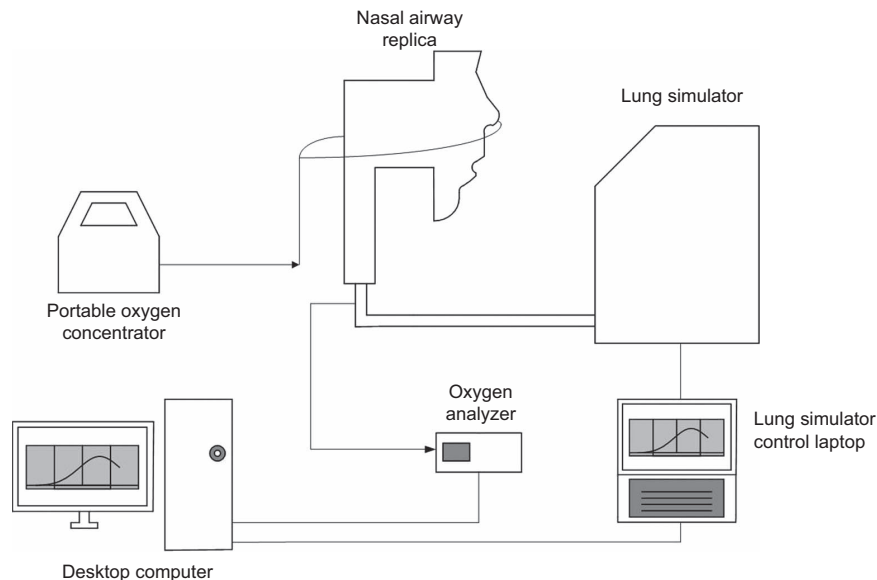 Nasal airway
replica
Lung simulator
Portable oxygen
concentrator
Oxygen
analyzer
Lung simulator
control laptop
Desktop computer